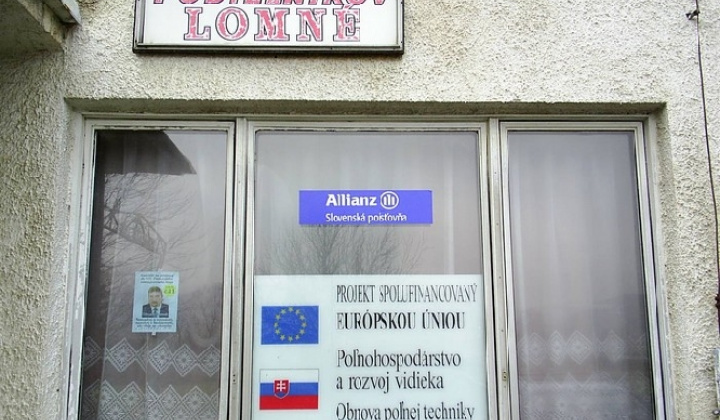 LOMNÉ
Allianz
Slovenská poisťovňa
PROJEKT SPOLUFINANCOVANÝ
EURÓPSKOU ÚNIOU
Poľnohospodárstvo
a rozvoj vidieka
Obnova poľnej techniky